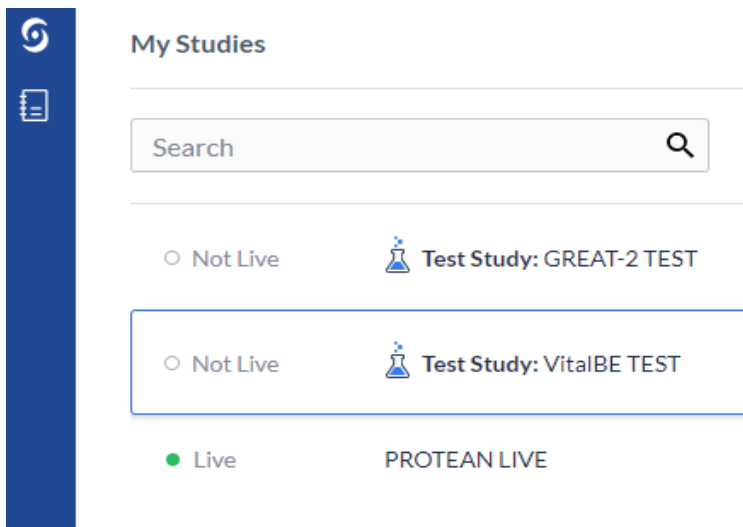 My Studies
Search
Not Live Test Study: GREAT-2 TEST
Not Live Test Study: VitalBE TEST
Live PROTEAN LIVE